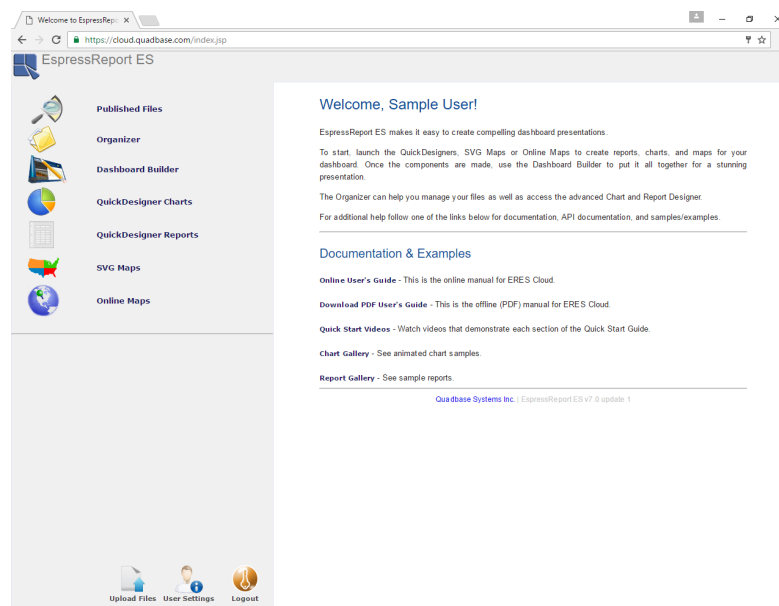 Welcome to EspressRepo
https://cloud.quadbase.com/index.jsp
EspressReport ES
Published Files
Organizer
Dashboard Builder
QuickDesigner Charts
QuickDesigner Reports
SVG Maps
Online Maps
Upload Files User Settings Logout
Welcome, Sample User!
EspressReport ES makes it easy to create compelling dashboard presentations.
To start, launch the QuickDesigners, SVG Maps or Online Maps to create reports, charts, and maps for your
dashboard. Once the components are made, use the Dashboard Builder to put it all together for a stunning
presentation.
The Organizer can help you manage your files as well as access the advanced Chart and Report Designer.
For additional help follow one of the links below for documentation, API documentation, and samples/examples.
Documentation & Examples
Online User's Guide - This is the online manual for ERES Cloud.
Download PDF User's Guide - This is the offline (PDF) manual for ERES Cloud.
Quick Start Videos - Watch videos that demonstrate each section of the Quick Start Guide.
Chart Gallery - See animated chart samples.
Report Gallery - See sample reports.
Quadbase Systems Inc. | EspressReport ES v7.0 update 1